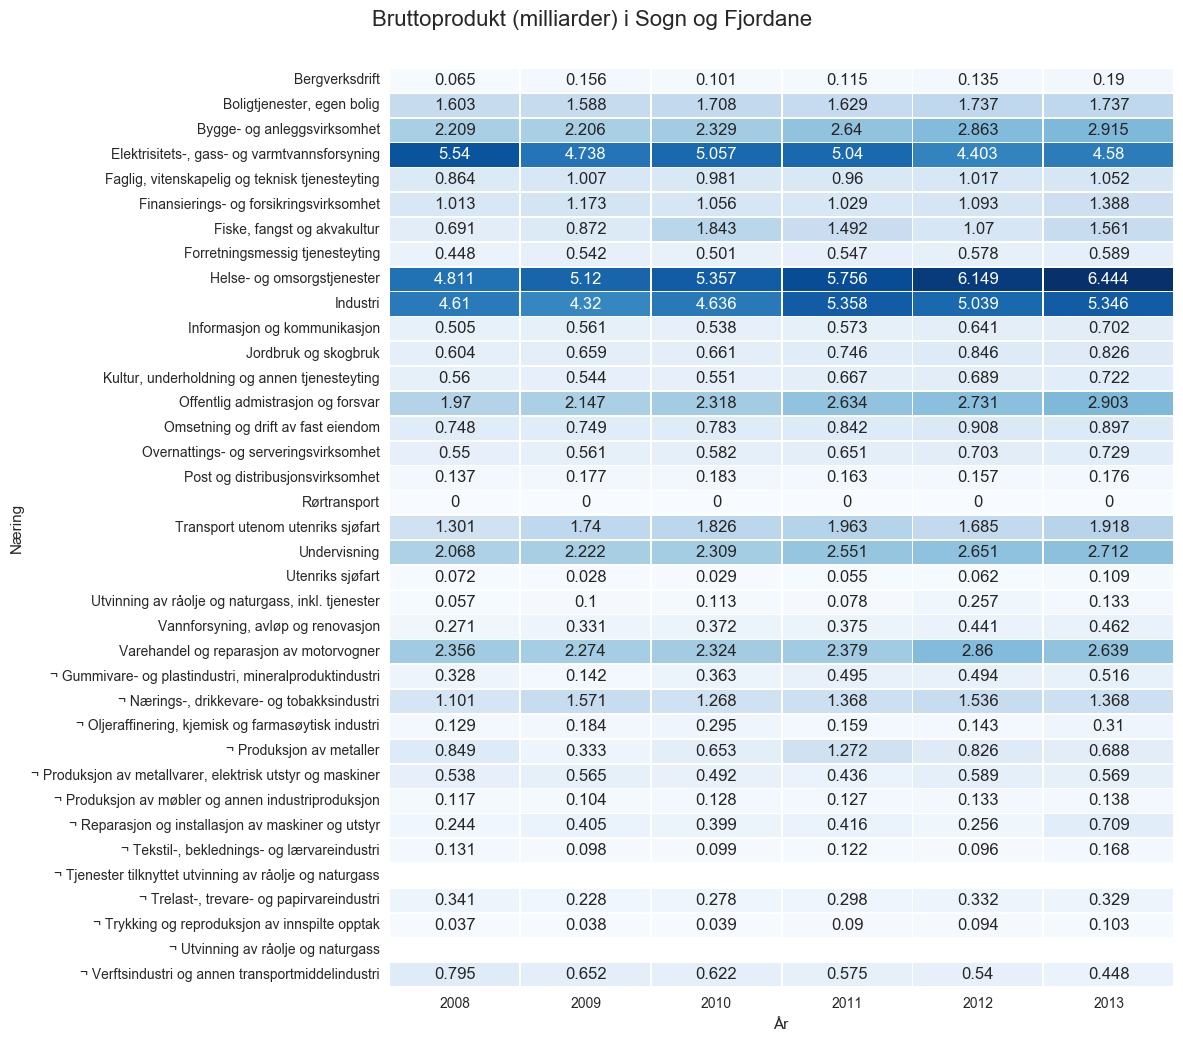 Bruttoprodukt (milliarder) i Sogn og Fjordane
Næring
Bergverksdrift 0.065 0.156 0.101 0.115 0.135 0.19
Boligtjenester, egen bolig 1.603 1.588 1.708 1.629 1.737 1.737
Bygge- og anleggsvirksomhet 2.209 2.206 2.329 2.64 2.863 2.915
Elektrisitets-, gass- og varmtvannsforsyning 5.54 4.738 5.057 5.04 4.403 4.58
Faglig, vitenskapelig og teknisk tjenesteyting 0.864 1.007 0.981 0.96 1.017 1.052
Finansierings- og forsikringsvirksomhet 1.013 1.173 1.056 1.029 1.093 1.388
Fiske, fangst og akvakultur 0.691 0.872 1.843 1.492 1.07 1.561
Forretningsmessig tjenesteyting 0.448 0.542 0.501 0.547 0.578 0.589
Helse- og omsorgstjenester 4.811 5.12 5.357 5.756 6.149 6.444
Industri 4.61 4.32 4.636 5.358 5.039 5.346
Informasjon og kommunikasjon 0.505 0.561 0.538 0.573 0.641 0.702
Jordbruk og skogbruk 0.604 0.659 0.661 0.746 0.846 0.826
Kultur, underholdning og annen tjenesteyting 0.56 0.544 0.551 0.667 0.689 0.722
Offentlig admistrasjon og forsvar 1.97 2.147 2.318 2.634 2.731 2.903
Omsetning og drift av fast eiendom 0.748 0.749 0.783 0.842 0.908 0.897
Overnattings- og serveringsvirksomhet 0.55 0.561 0.582 0.651 0.703 0.729
Post og distribusjonsvirksomhet 0.137 0.177 0.183 0.163 0.157 0.176
Rørtransport 0 0 0 0 0 0
Transport utenom utenriks sjøfart 1.301 1.74 1.826 1.963 1.685 1.918
Undervisning 2.068 2.222 2.309 2.551 2.651 2.712
Utenriks sjøfart 0.072 0.028 0.029 0.055 0.062 0.109
Utvinning av råolje og naturgass, inkl. tjenester 0.057 0.1 0.113 0.078 0.257 0.133
Vannforsyning, avløp og renovasjon 0.271 0.331 0.372 0.375 0.441 0.462
Varehandel og reparasjon av motorvogner 2.356 2.274 2.324 2.379 2.86 2.639
¬ Gummivare- og plastindustri, mineralproduktindustri 0.328 0.142 0.363 0.495 0.494 0.516
¬ Nærings-, drikkevare- og tobakksindustri 1.101 1.571 1.268 1.368 1.536 1.368
¬ Oljeraffinering, kjemisk og farmasøytisk industri 0.129 0.184 0.295 0.159 0.143 0.31
¬ Produksjon av metaller 0.849 0.333 0.653 1.272 0.826 0.688
¬ Produksjon av metallvarer, elektrisk utstyr og maskiner 0.538 0.565 0.492 0.436 0.589 0.569
¬ Produksjon av møbler og annen industriproduksjon 0.117 0.104 0.128 0.127 0.133 0.138
¬ Reparasjon og installasjon av maskiner og utstyr 0.244 0.405 0.399 0.416 0.256 0.709
¬ Tekstil-, beklednings- og lærvareindustri 0.131 0.098 0.099 0.122 0.096 0.168
¬ Tjenester tilknyttet utvinning av råolje og naturgass
¬ Trelast-, trevare- og papirvareindustri 0.341 0.228 0.278 0.298 0.332 0.329
¬ Trykking og reproduksjon av innspilte opptak 0.037 0.038 0.039 0.09 0.094 0.103
¬ Utvinning av råolje og naturgass
¬ Verftsindustri og annen transportmiddelindustri 0.795 0.652 0.622 0.575 0.54 0.448
2008 2009 2010 2011 2012 2013
År